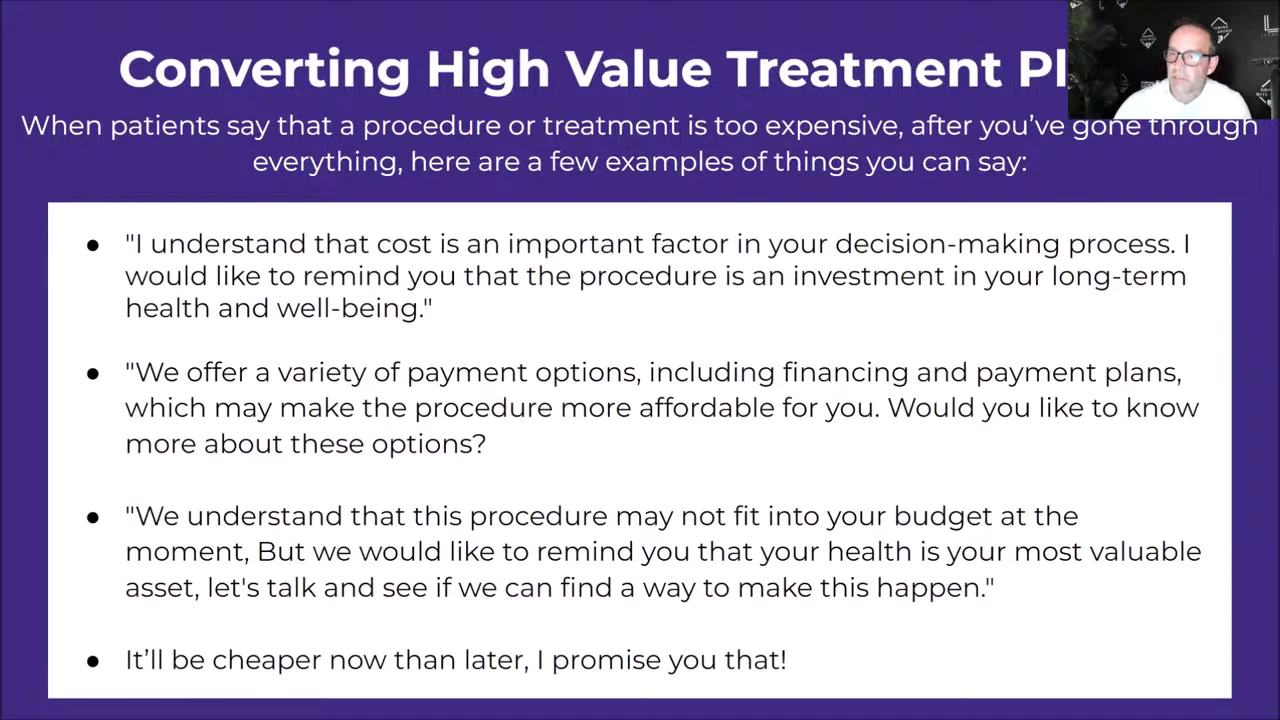 Converting High Value Treatment Pl
When patients say that a procedure or treatment is too expensive, after you've gone through
everything, here are a few examples of things you can say:
● "I understand that cost is an important factor in your decision-making process. I
would like to remind you that the procedure is an investment in your long-term
health and well-being."
● "We offer a variety of payment options, including financing and payment plans,
which may make the procedure more affordable for you. Would you like to know
more about these options?
● "We understand that this procedure may not fit into your budget at the
moment, But we would like to remind you that your health is your most valuable
asset, let's talk and see if we can find a way to make this happen."
● It'll be cheaper now than later, I promise you that!